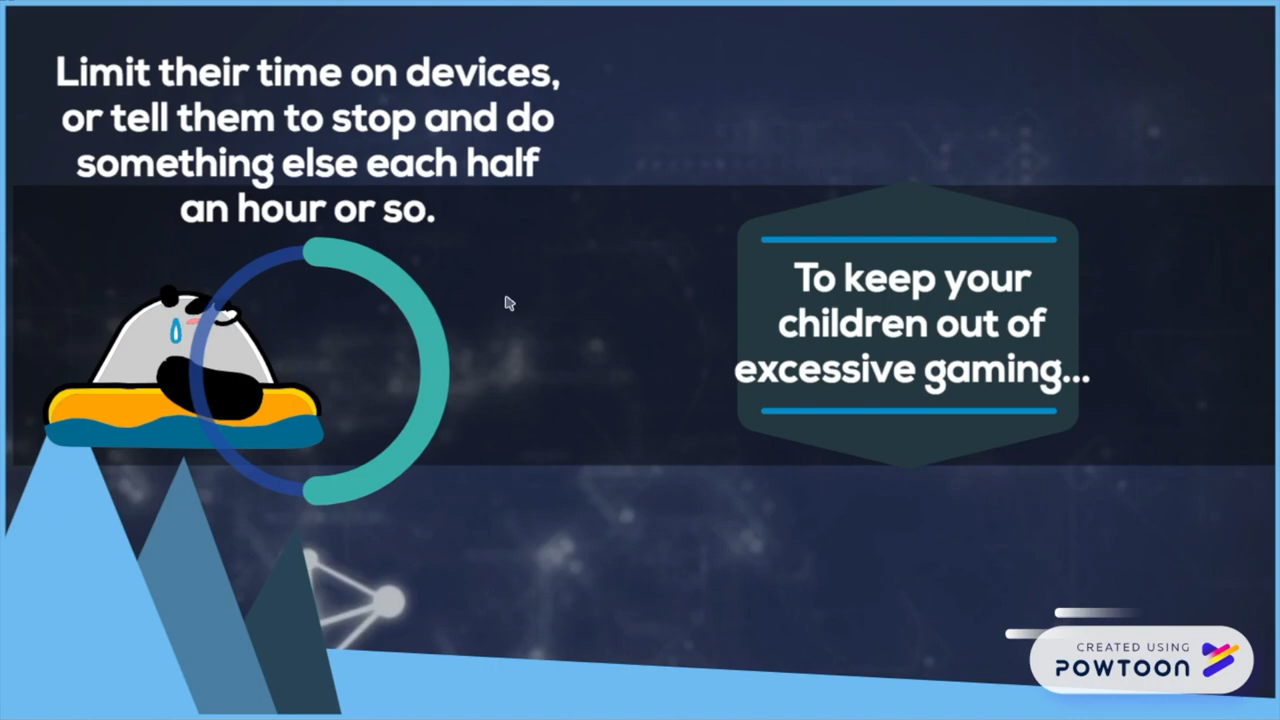 Limit their time on devices,
or tell them to stop and do
something else each half
an hour or so.
To keep your
children out of
excessive gaming...
CREATED USING
POWTOON